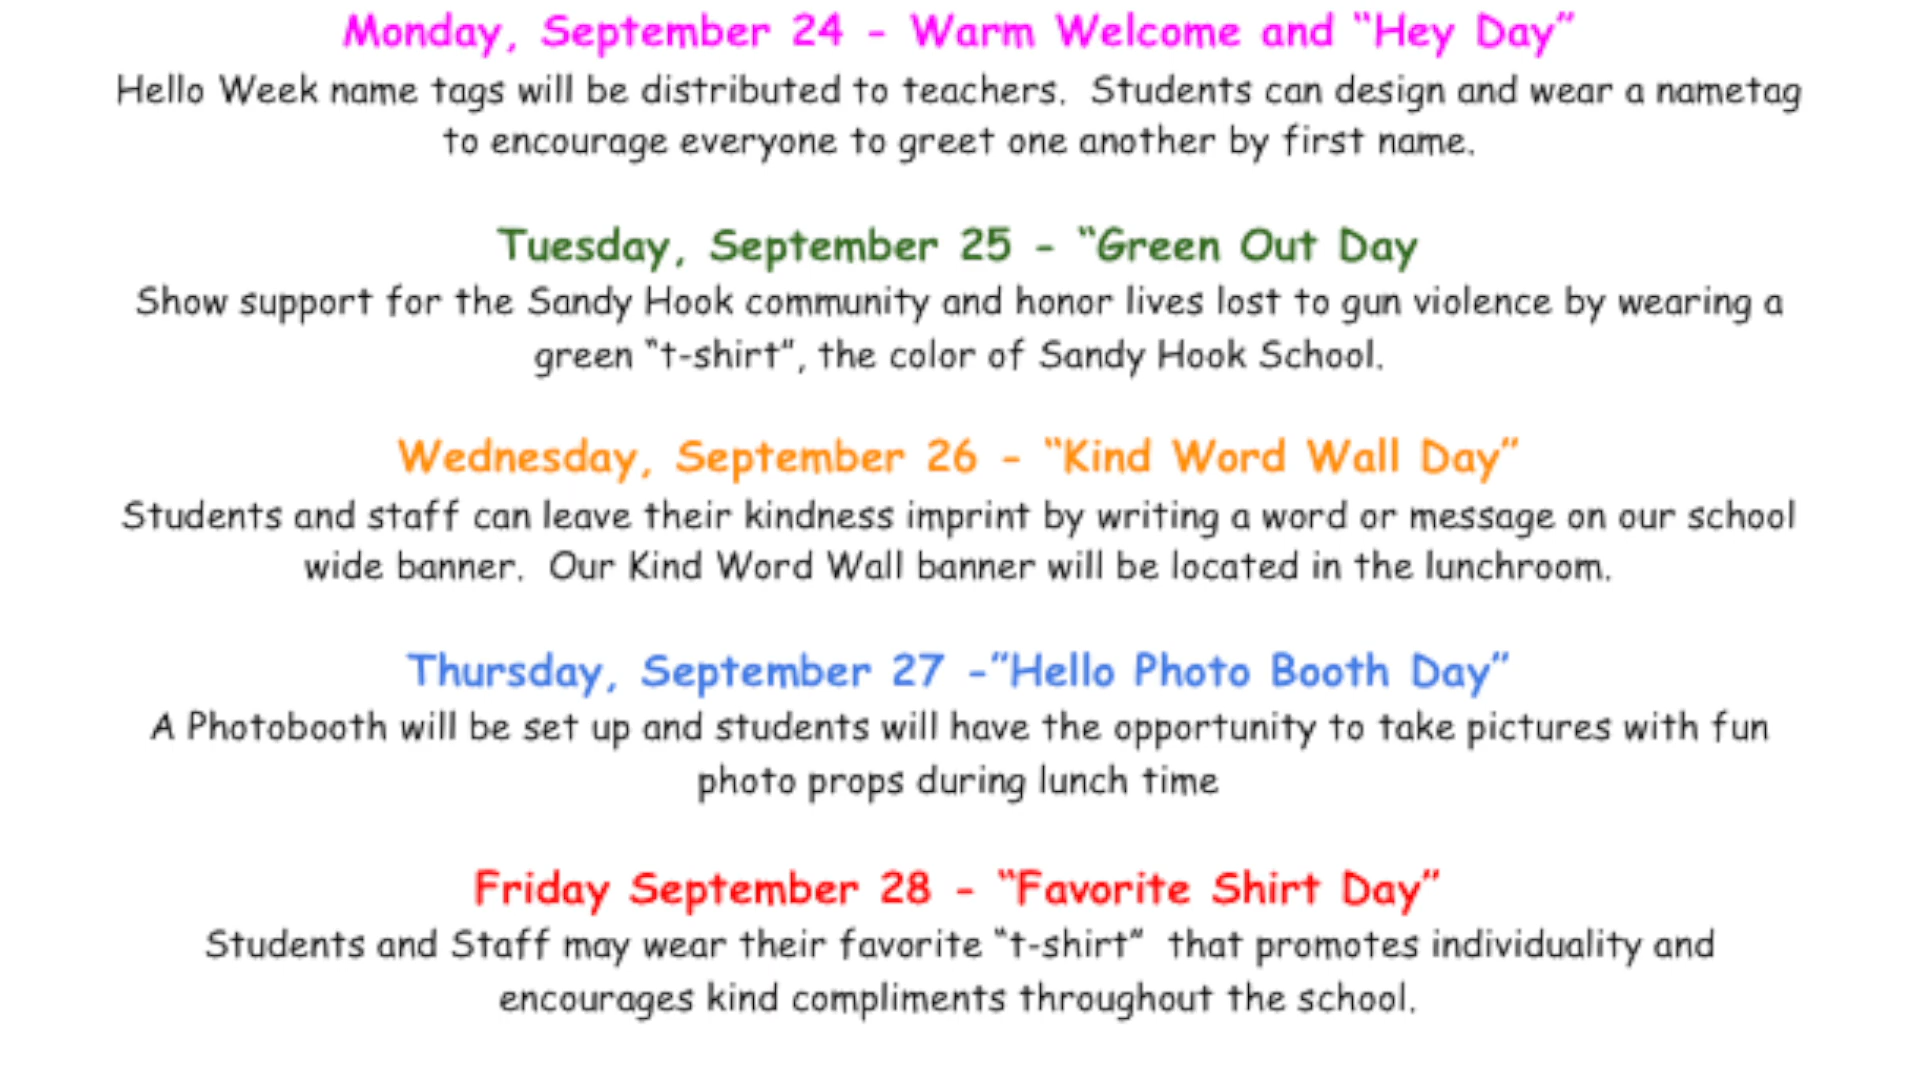 Monday, September 24 - Warm Welcome and “Hey Day”
Hello Week name tags will be distributed to teachers.  Students can design and wear a nametag
to encourage everyone to greet one another by first name.
Tuesday, September 25 - “Green Out Day
Show support for the Sandy Hook community and honor lives lost to gun violence by wearing a
green “t-shirt”, the color of Sandy Hook School.
Wednesday, September 26 - “Kind Word Wall Day”
Students and staff can leave their kindness imprint by writing a word or message on our school
wide banner.  Our Kind Word Wall banner will be located in the lunchroom.
Thursday, September 27 -”Hello Photo Booth Day”
A Photobooth will be set up and students will have the opportunity to take pictures with fun
photo props during lunch time
Friday September 28 - “Favorite Shirt Day”
Students and Staff may wear their favorite “t-shirt”  that promotes individuality and
encourages kind compliments throughout the school.